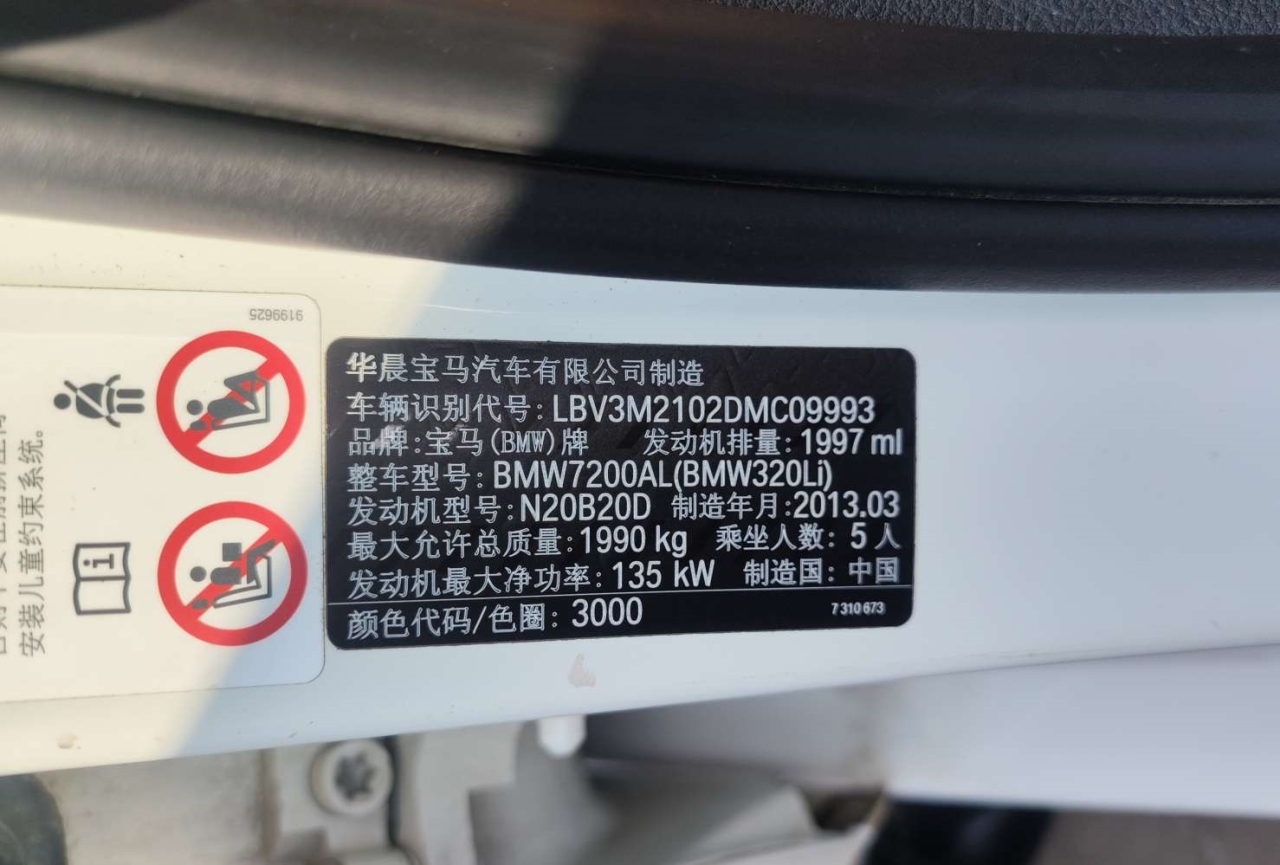 华晨宝马汽车有限公司制造
车辆识别代号: LBV3M2102DMC09993
品牌:宝马(BMW)牌 发动机排量: 1997 ml
整车型号: BMW7200AL(BMW320Li)
发动机型号: N20B20D 制造年月:2013.03
最大允许总质量: 1990 kg 乘坐人数: 5 人
发动机最大净功率: 135 kW 制造国: 中国
颜色代码/色圈: 3000 7 310 673
9199625
安装儿童约束系统。